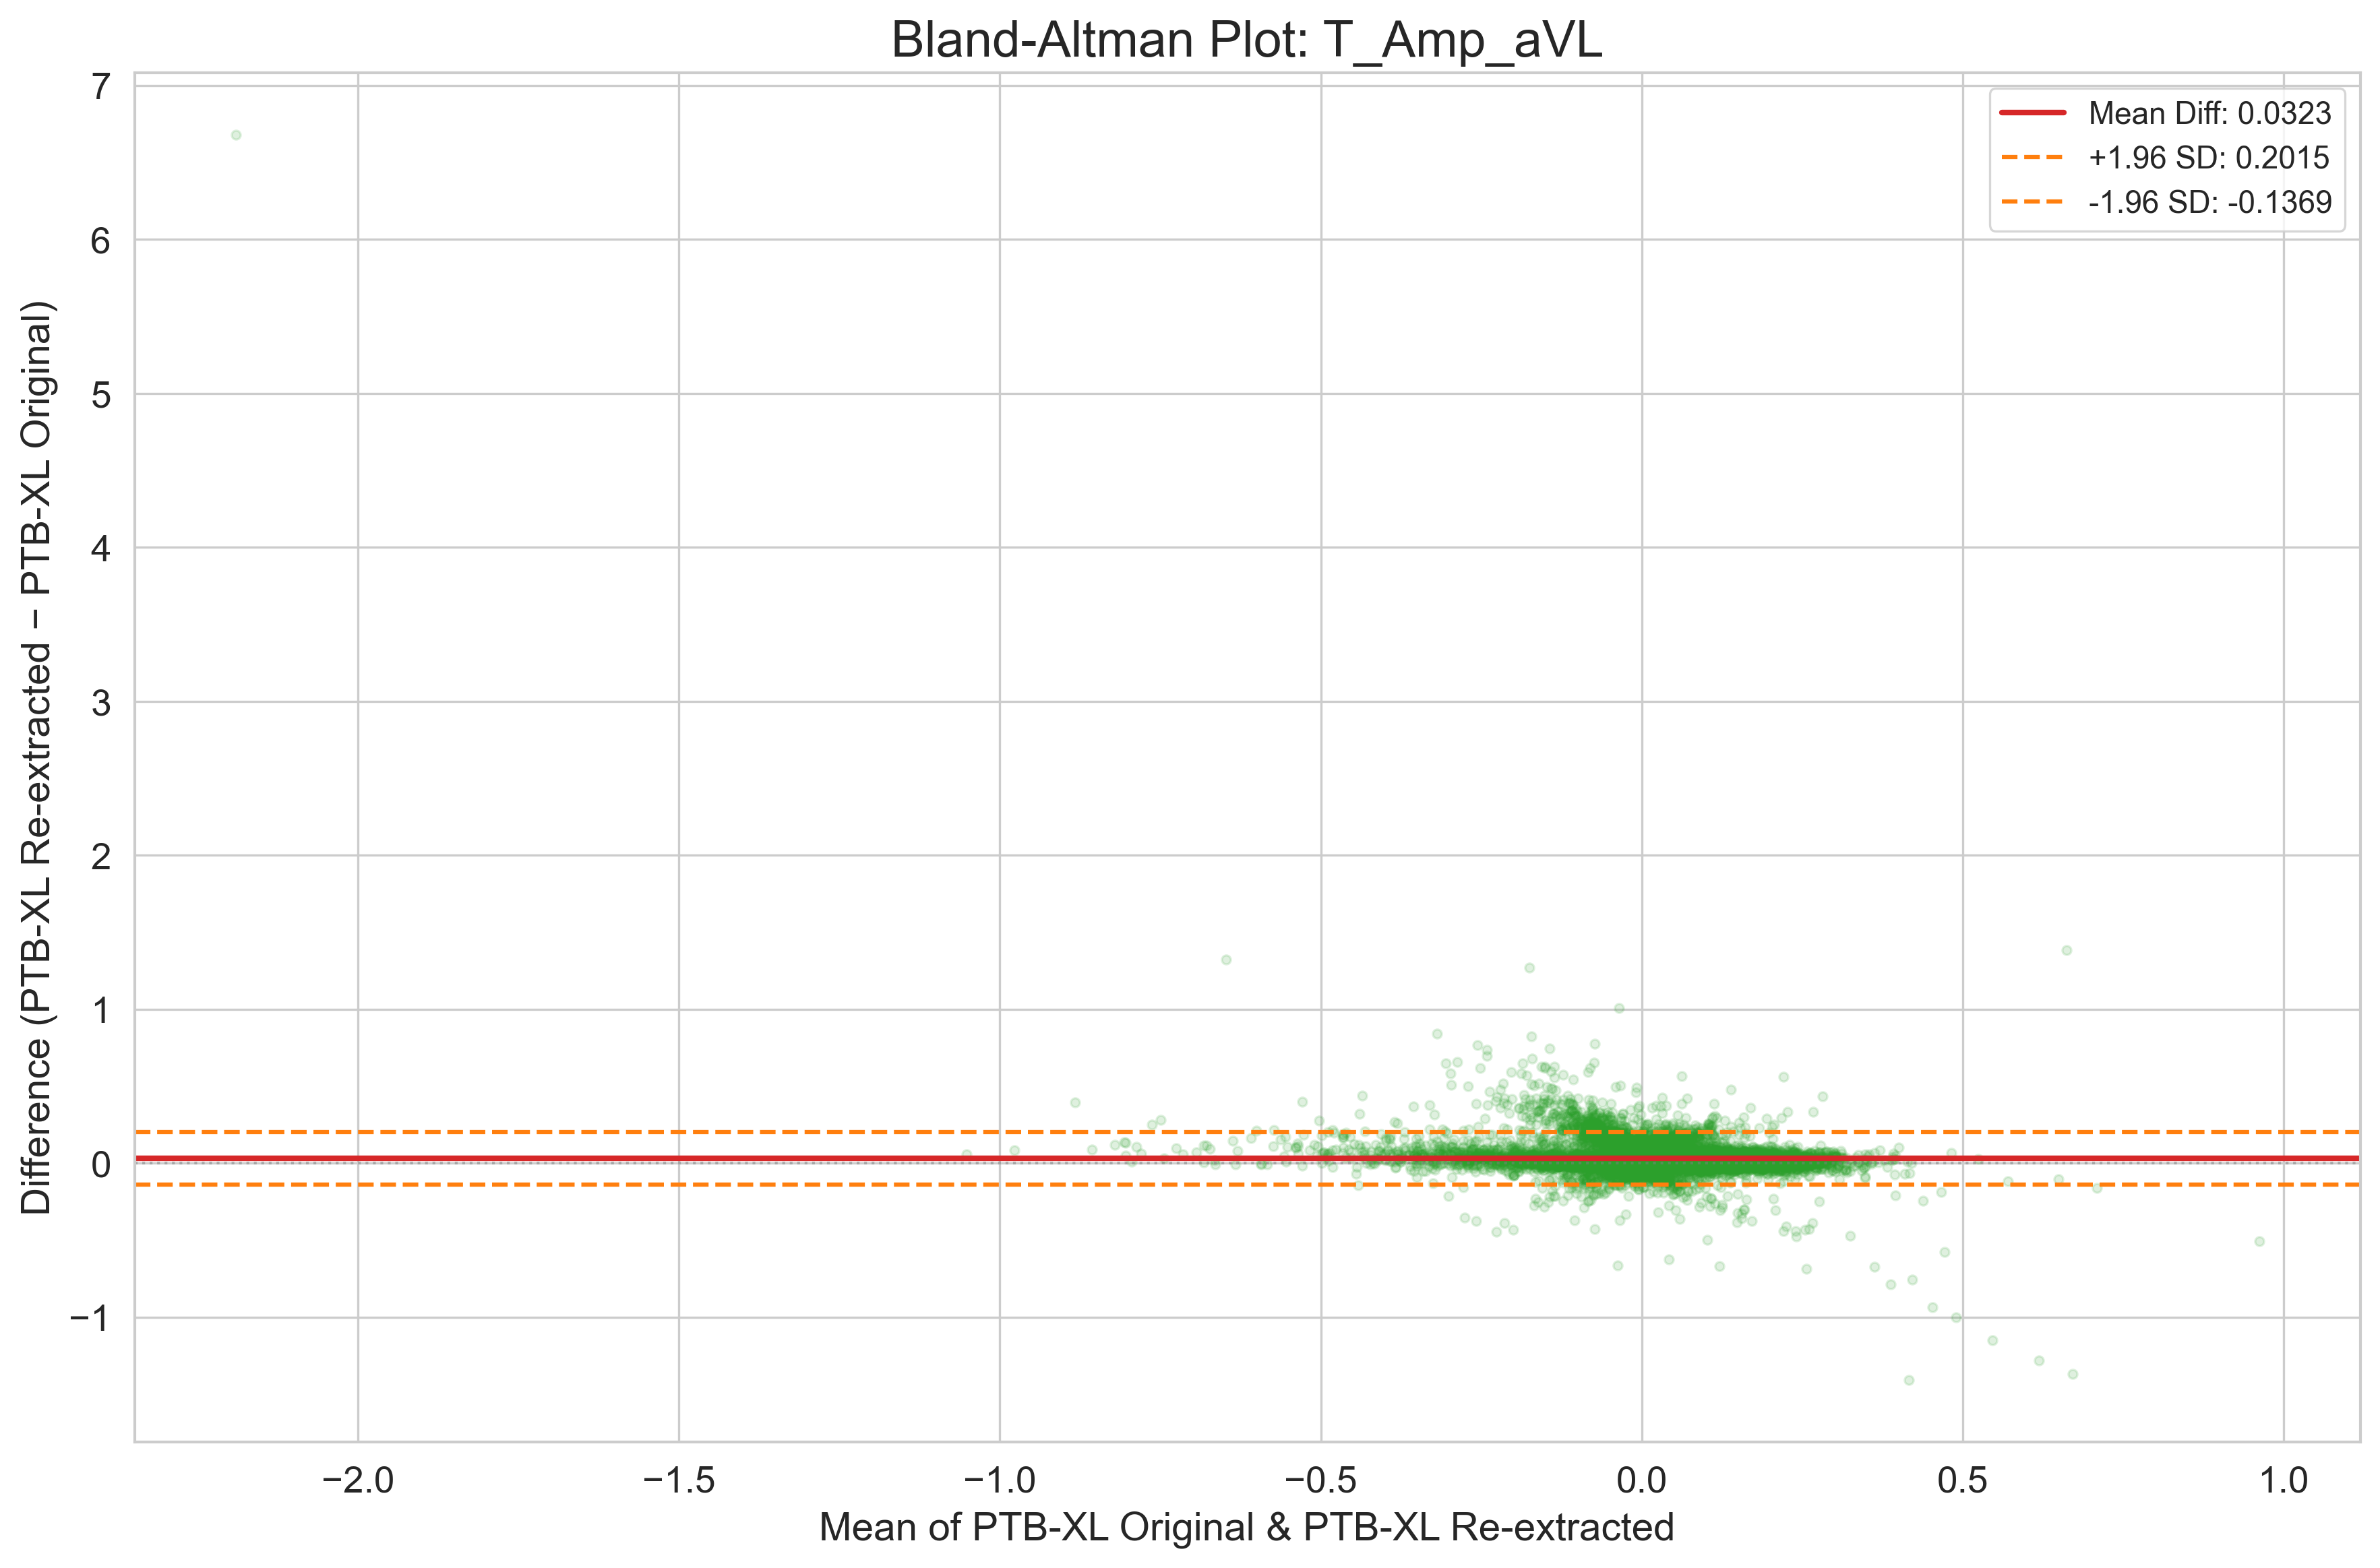 Bland-Altman Plot: T_Amp_aVL
Mean Diff: 0.0323
+1.96 SD: 0.2015
-1.96 SD: -0.1369
Difference (PTB-XL Re-extracted − PTB-XL Original)
7
6
5
4
3
2
1
0
−1
−2.0
−1.5
−1.0
−0.5
0.0
0.5
1.0
Mean of PTB-XL Original & PTB-XL Re-extracted